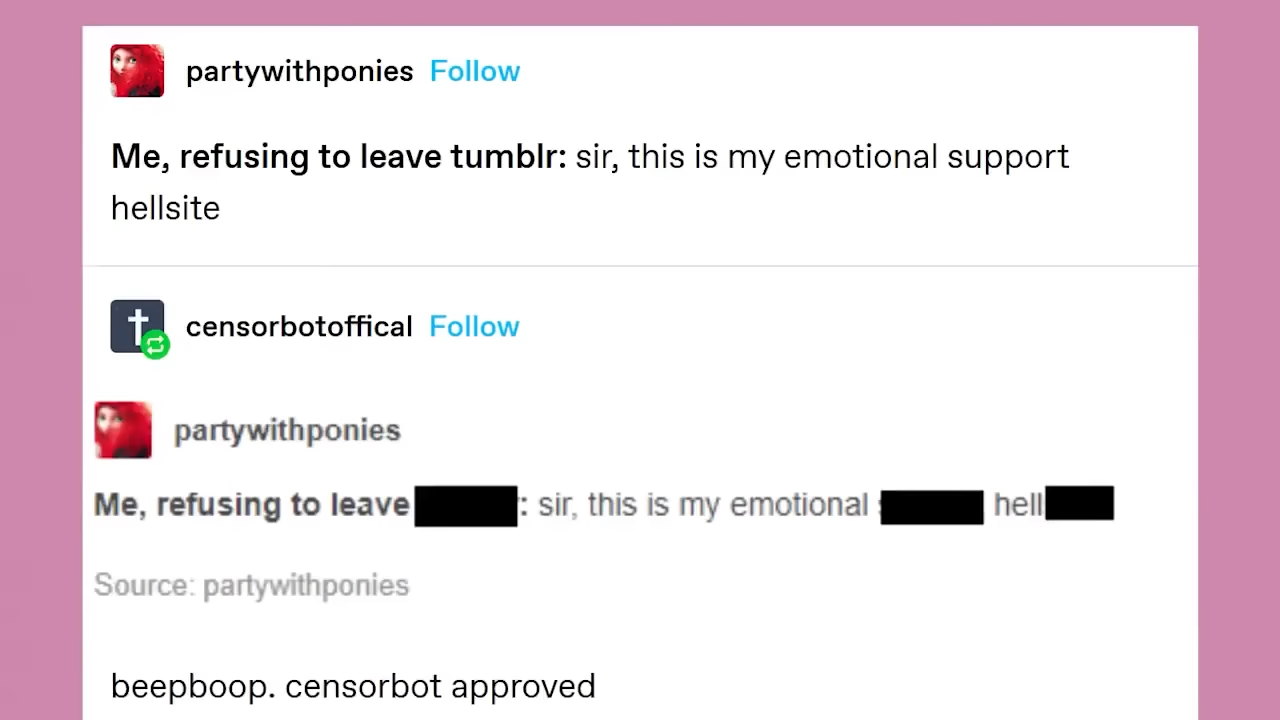 partywithponies Follow
Me, refusing to leave tumblr: sir, this is my emotional support
hellsite
censorbotoffical Follow
partywithponies
Me, refusing to leave : sir, this is my emotional hell
Source: partywithponies
beepboop. censorbot approved